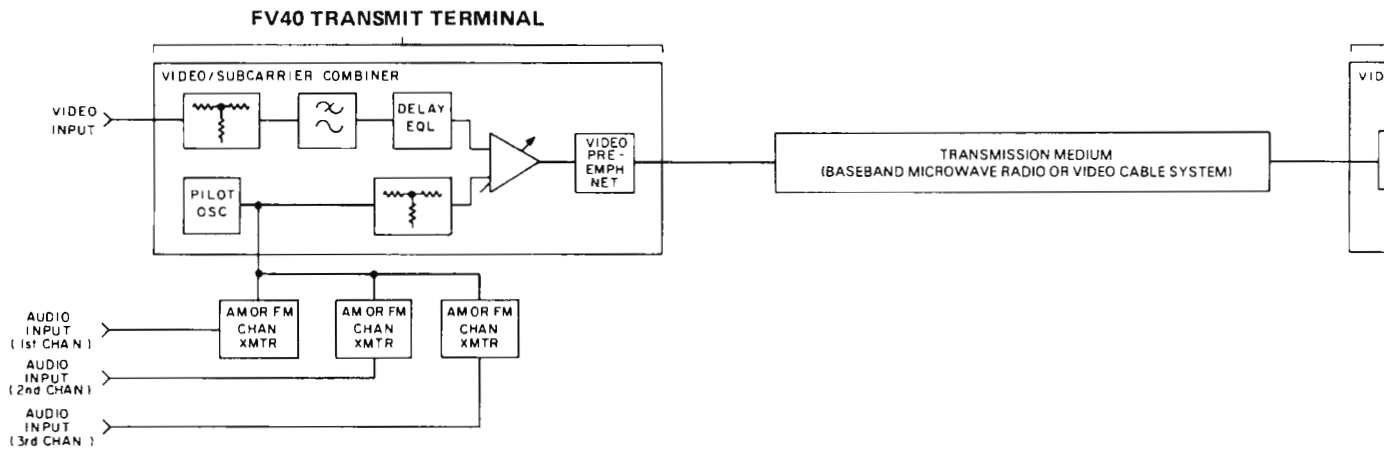 FV40 TRANSMIT TERMINAL
VIDEO/SUBCARRIER COMBINER
VID
VIDEO
INPUT
DELAY
EQL
VIDEO
PRE-
EMPH
NET
TRANSMISSION MEDIUM
(BASEBAND MICROWAVE RADIO OR VIDEO CABLE SYSTEM)
PILOT
OSC
AUDIO
INPUT
(1st CHAN)
AM OR FM
CHAN
XMTR
AM OR FM
CHAN
XMTR
AM OR FM
CHAN
XMTR
AUDIO
INPUT
(2nd CHAN)
AUDIO
INPUT
(3rd CHAN)